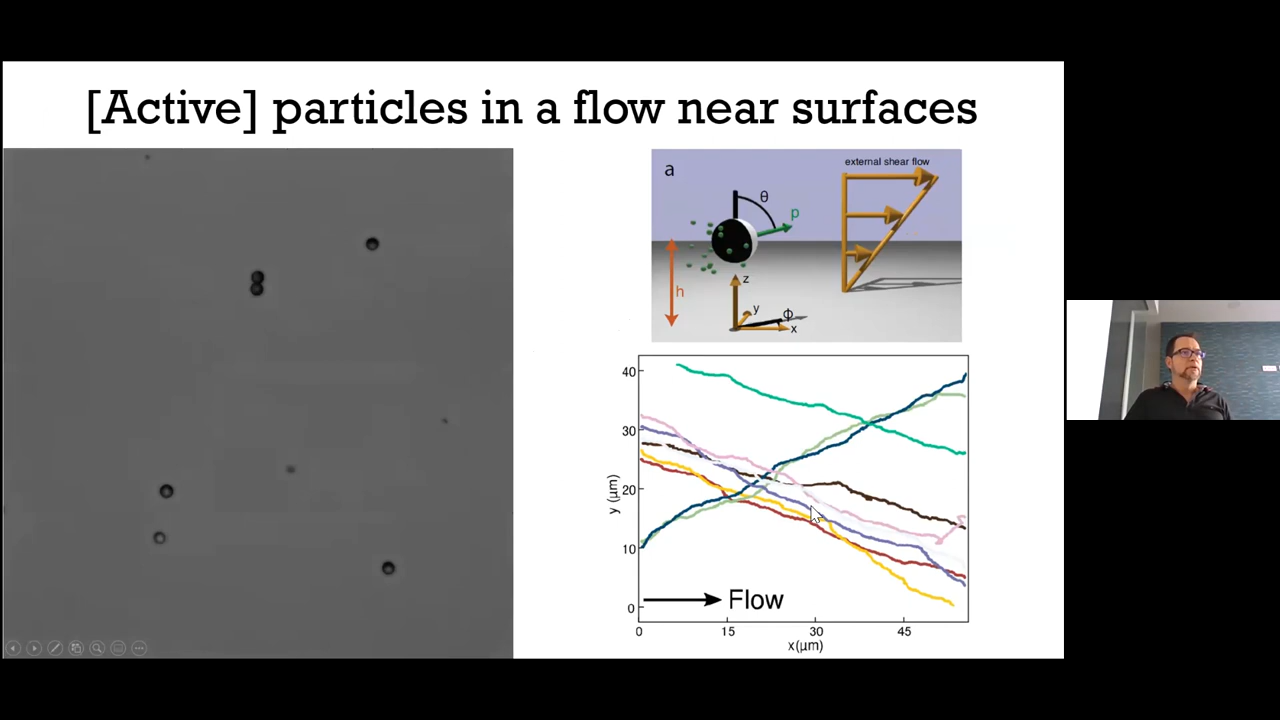 [Active] particles in a flow near surfaces
a
external shear flow
θ
p
h
z
y
ϕ
x
40
30
20
10
0
y (μm)
Flow
0
15
30
45
x(μm)